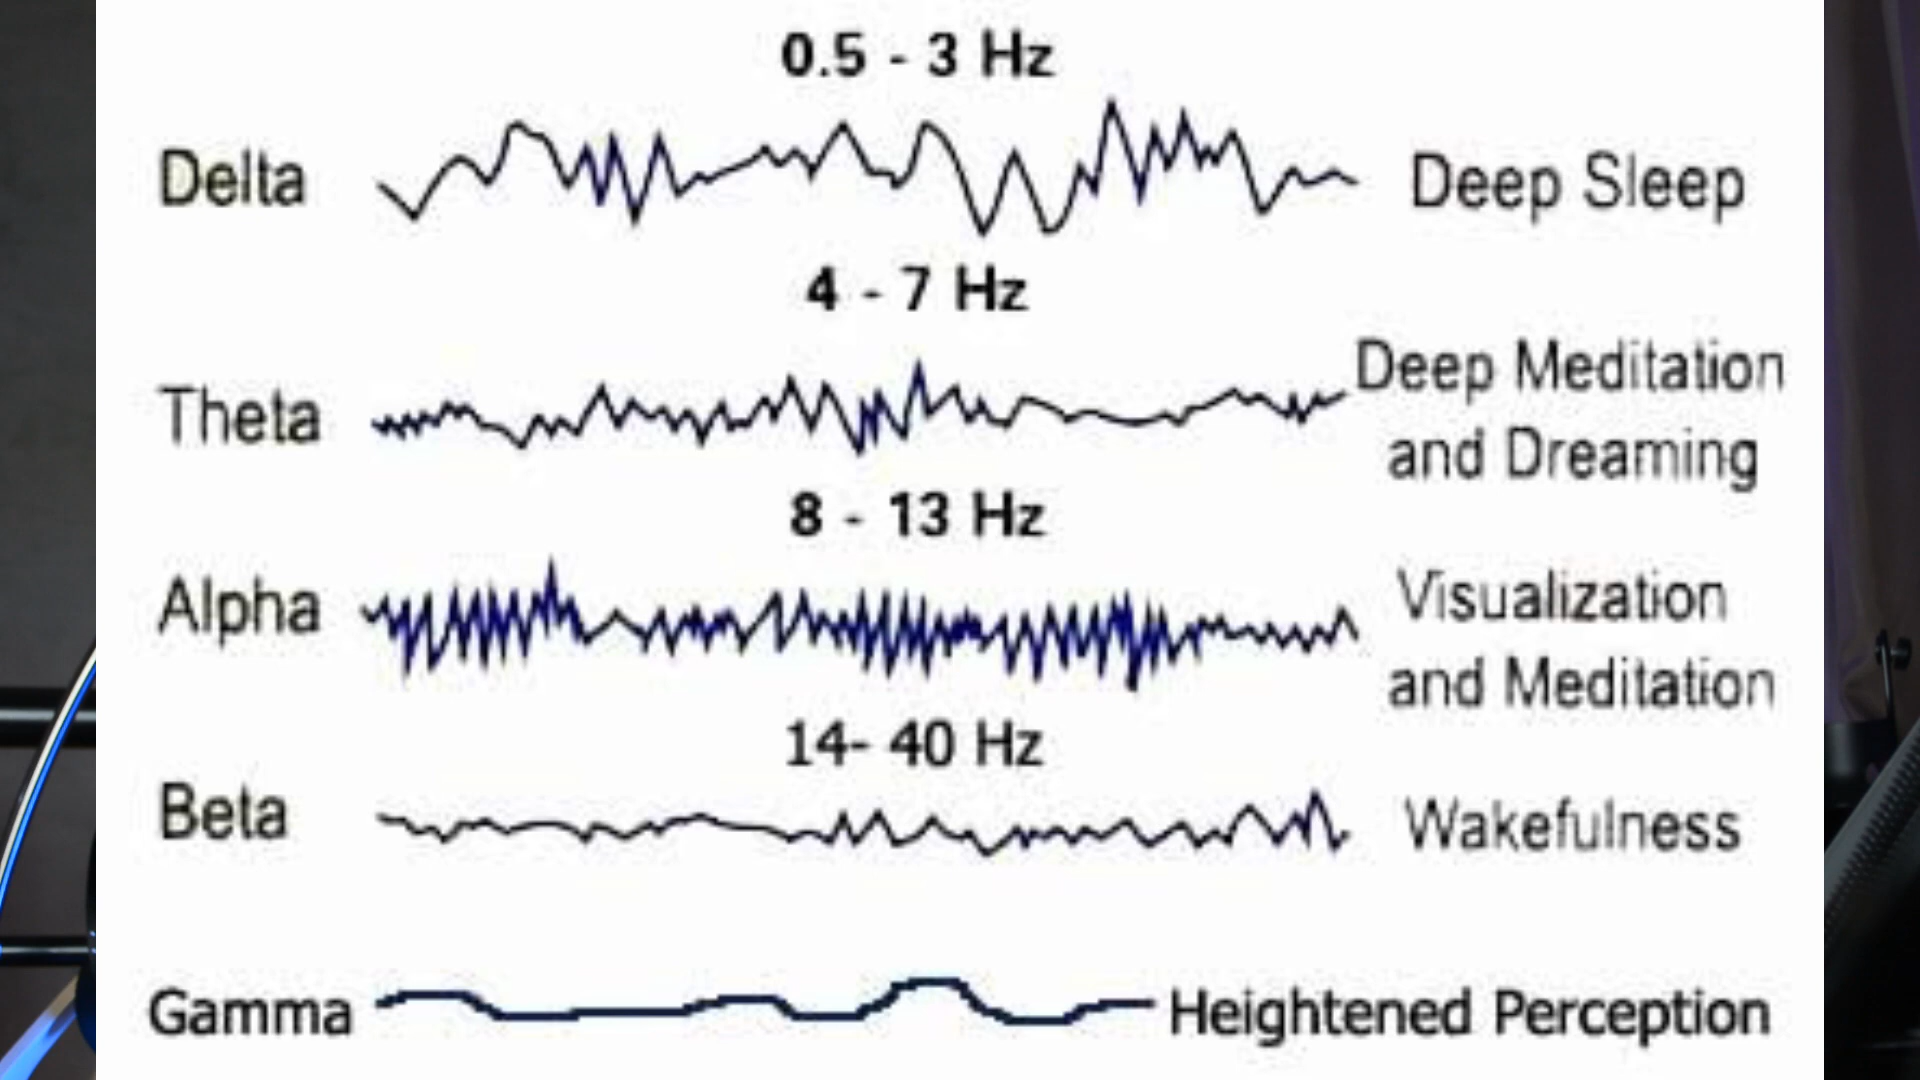 0.5 - 3 Hz
Delta
Deep Sleep
4 - 7 Hz
Theta
Deep Meditation
and Dreaming
8 - 13 Hz
Alpha
Visualization
and Meditation
14- 40 Hz
Beta
Wakefulness
Gamma
Heightened Perception